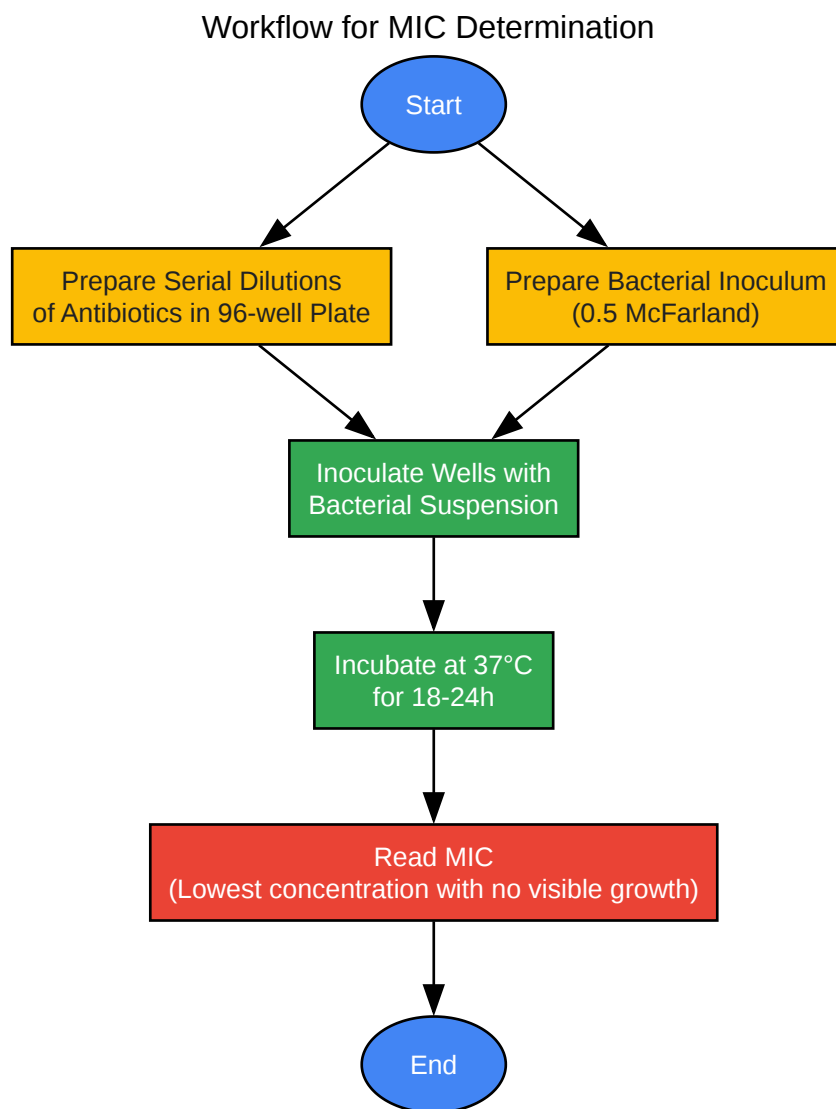 Workflow for MIC Determination
Start
Prepare Serial Dilutions
of Antibiotics in 96-well Plate
Prepare Bacterial Inoculum
(0.5 McFarland)
Inoculate Wells with
Bacterial Suspension
Incubate at 37°C
for 18-24h
Read MIC
(Lowest concentration with no visible growth)
End